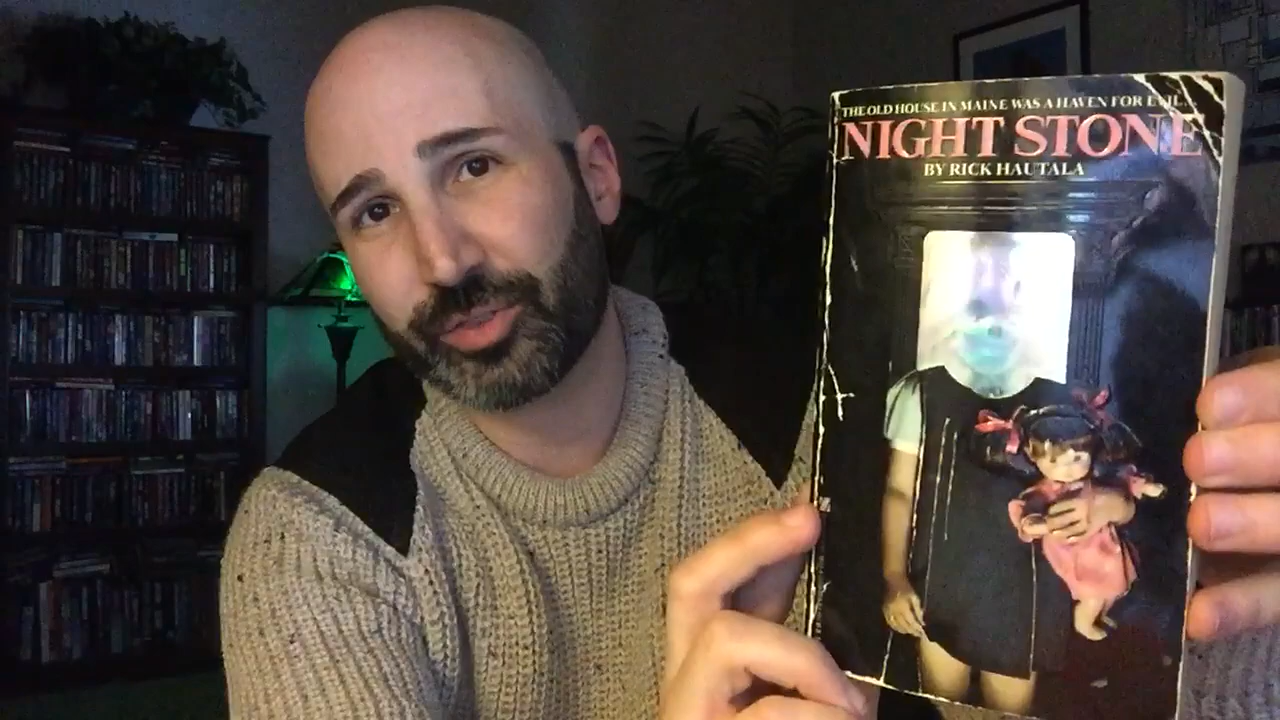 THE OLD HOUSE IN MAINE WAS A HAVEN FOR EVIL...
NIGHT STONE
BY RICK HAUTALA